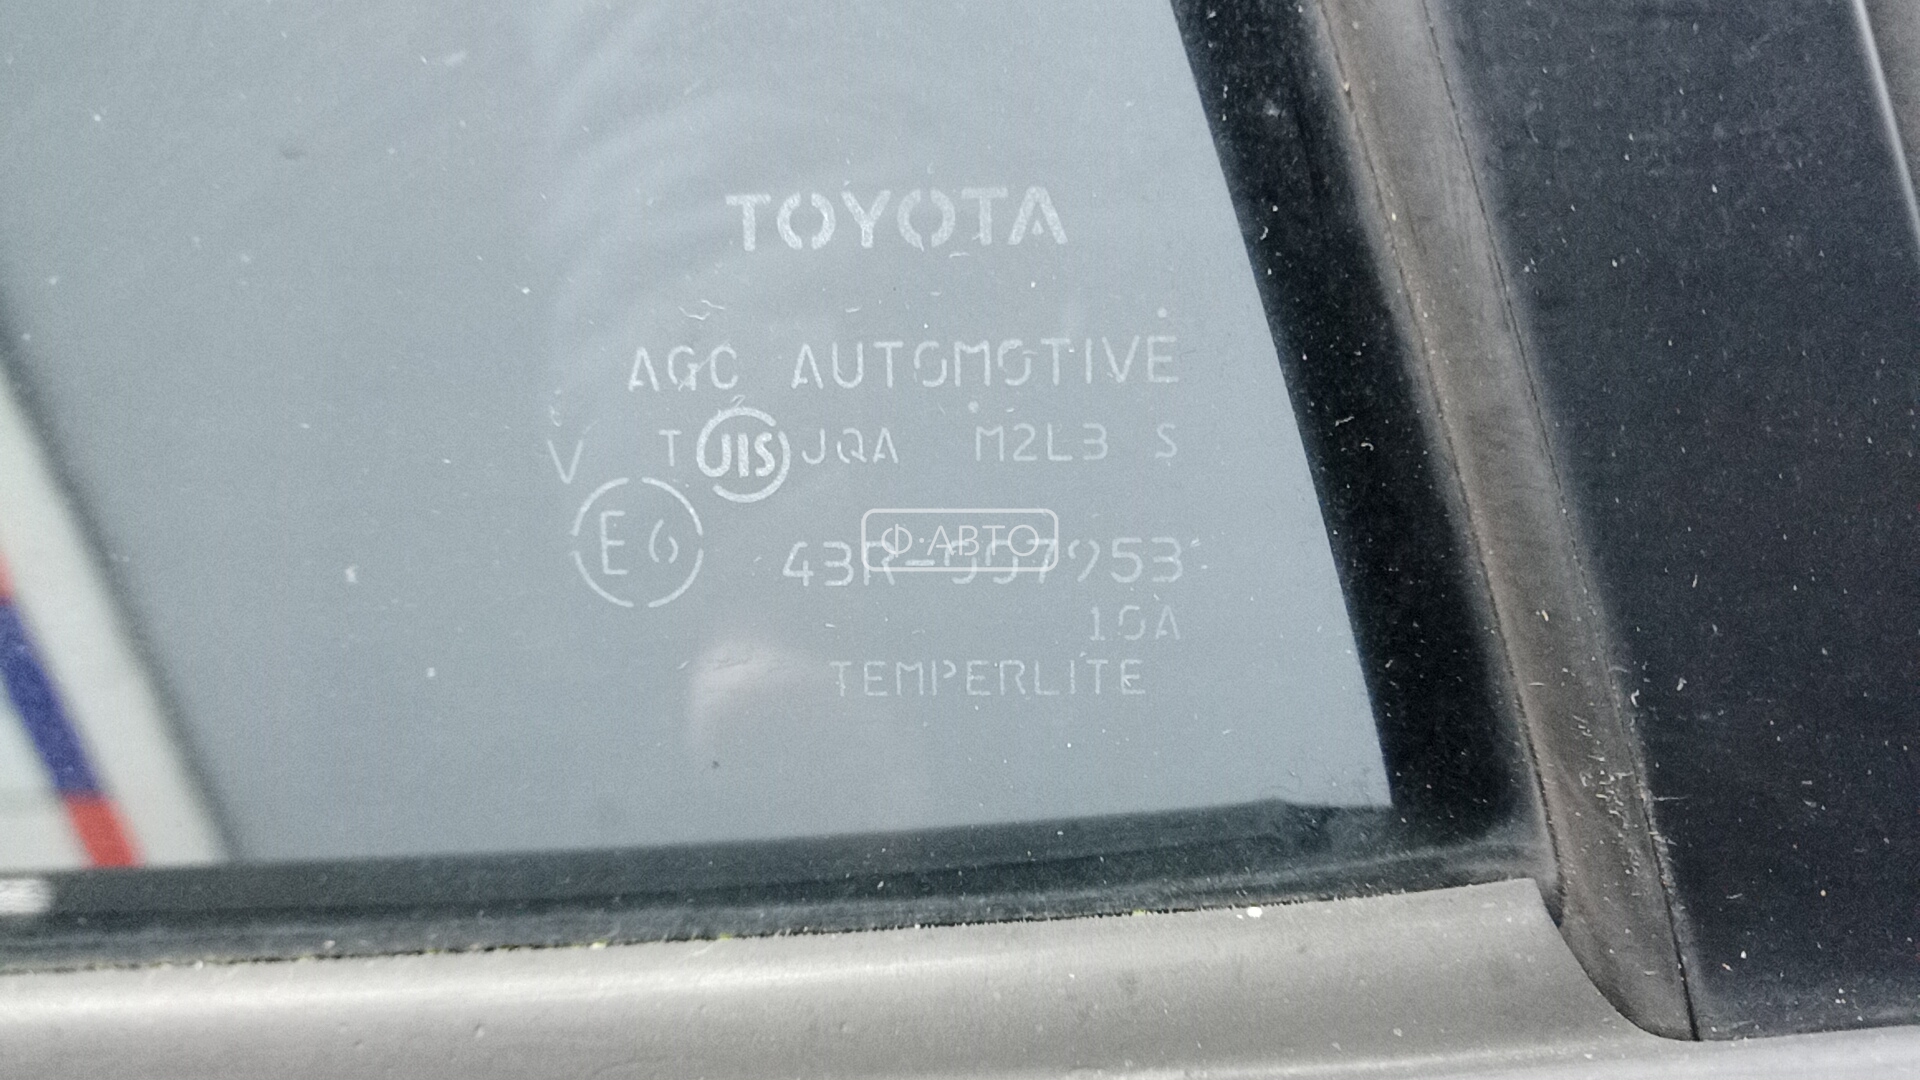 TOYOTA
AGC AUTOMOTIVE
V T JIS JQA M2L3 S
E6
Ф·АВТО
10A
TEMPERLITE